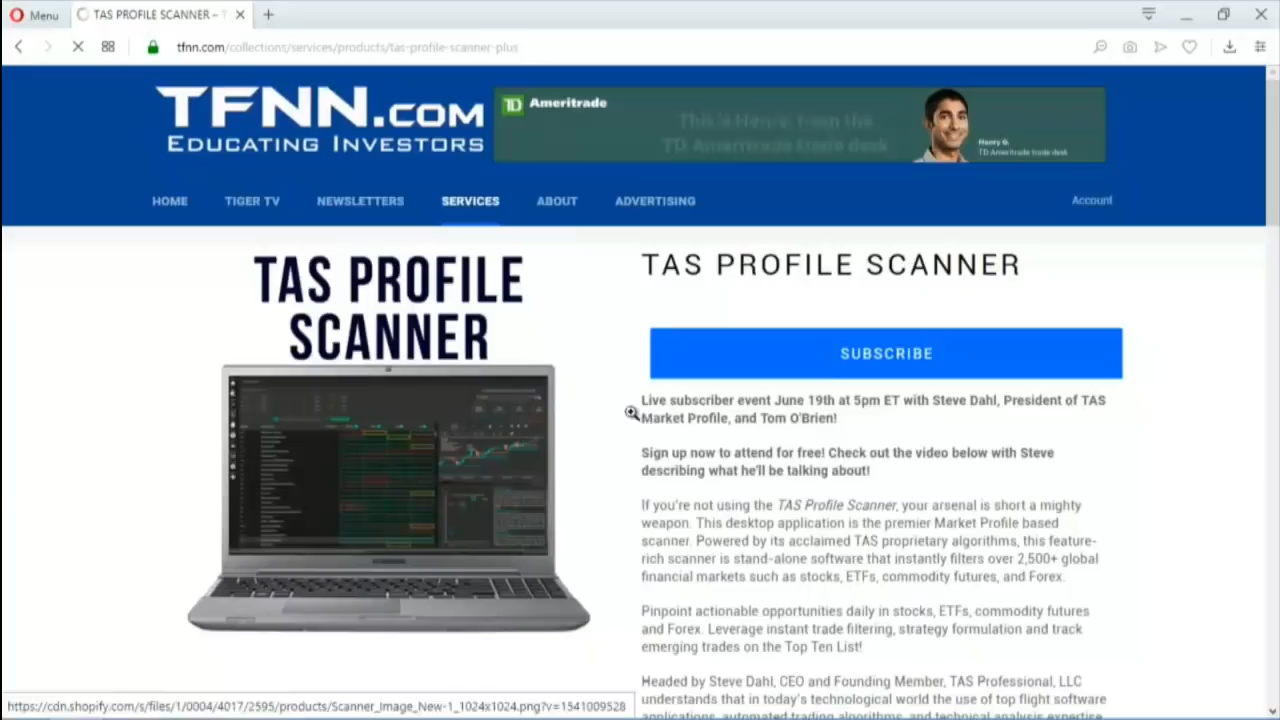 Menu
TAS PROFILE SCANNER – T
tfnn.com/collections/services/products/tas-profile-scanner-plus
TFNN.COM
EDUCATING INVESTORS
TD Ameritrade
This is Henry, from the
TD Ameritrade trade desk
Henry G.
TD Ameritrade trade desk
HOME
TIGER TV
NEWSLETTERS
SERVICES
ABOUT
ADVERTISING
Account
TAS PROFILE
SCANNER
TAS PROFILE SCANNER
SUBSCRIBE
Live subscriber event June 19th at 5pm ET with Steve Dahl, President of TAS
Market Profile, and Tom O'Brien!
Sign up now to attend for free! Check out the video below with Steve
describing what he'll be talking about!
If you're not using the TAS Profile Scanner, your arsenal is short a mighty
weapon. This desktop application is the premier Market Profile based
scanner. Powered by its acclaimed TAS proprietary algorithms, this feature-
rich scanner is stand-alone software that instantly filters over 2,500+ global
financial markets such as stocks, ETFs, commodity futures, and Forex.
Pinpoint actionable opportunities daily in stocks, ETFs, commodity futures
and Forex. Leverage instant trade filtering, strategy formulation and track
emerging trades on the Top Ten List!
Headed by Steve Dahl, CEO and Founding Member, TAS Professional, LLC
understands that in today's technological world the use of top flight software
applications, automated trading algorithms, and technical analysis expertise
https://cdn.shopify.com/s/files/1/0004/4017/2595/products/Scanner_Image_New-1_1024x1024.png?v=1541009528